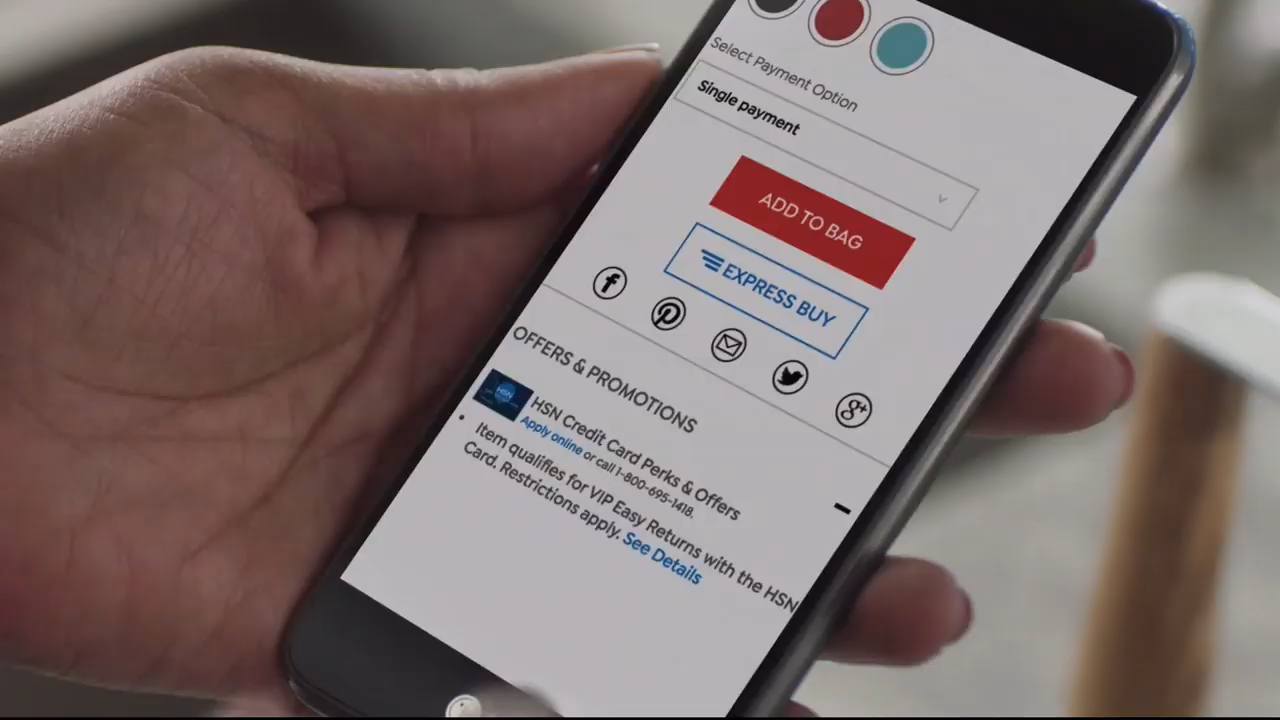 Select Payment Option
Single payment
ADD TO BAG
EXPRESS BUY
OFFERS & PROMOTIONS
HSN
HSN Credit Card Perks & Offers
Apply online or call 1-800-695-1418.
• Item qualifies for VIP Easy Returns with the HSN
Card. Restrictions apply. See Details